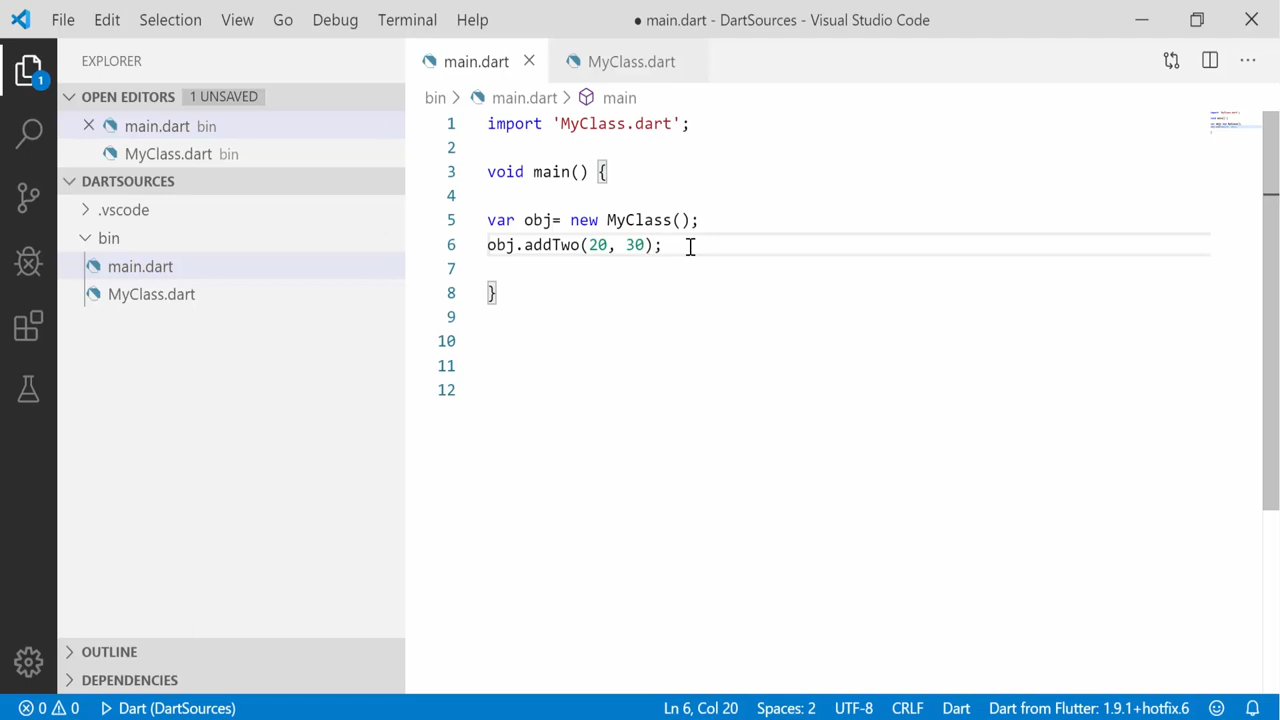 File Edit Selection View Go Debug Terminal Help ● main.dart - DartSources - Visual Studio Code
EXPLORER
1
OPEN EDITORS 1 UNSAVED
main.dart bin
MyClass.dart bin
DARTSOURCES
.vscode
bin
main.dart
MyClass.dart
OUTLINE
DEPENDENCIES
main.dart MyClass.dart
bin > main.dart > main
1 import 'MyClass.dart';
2
3 void main() {
4
5 var obj= new MyClass();
6 obj.addTwo(20, 30);
7
8 }
9
10
11
12
0 0 Dart (DartSources) Ln 6, Col 20 Spaces: 2 UTF-8 CRLF Dart Dart from Flutter: 1.9.1+hotfix.6